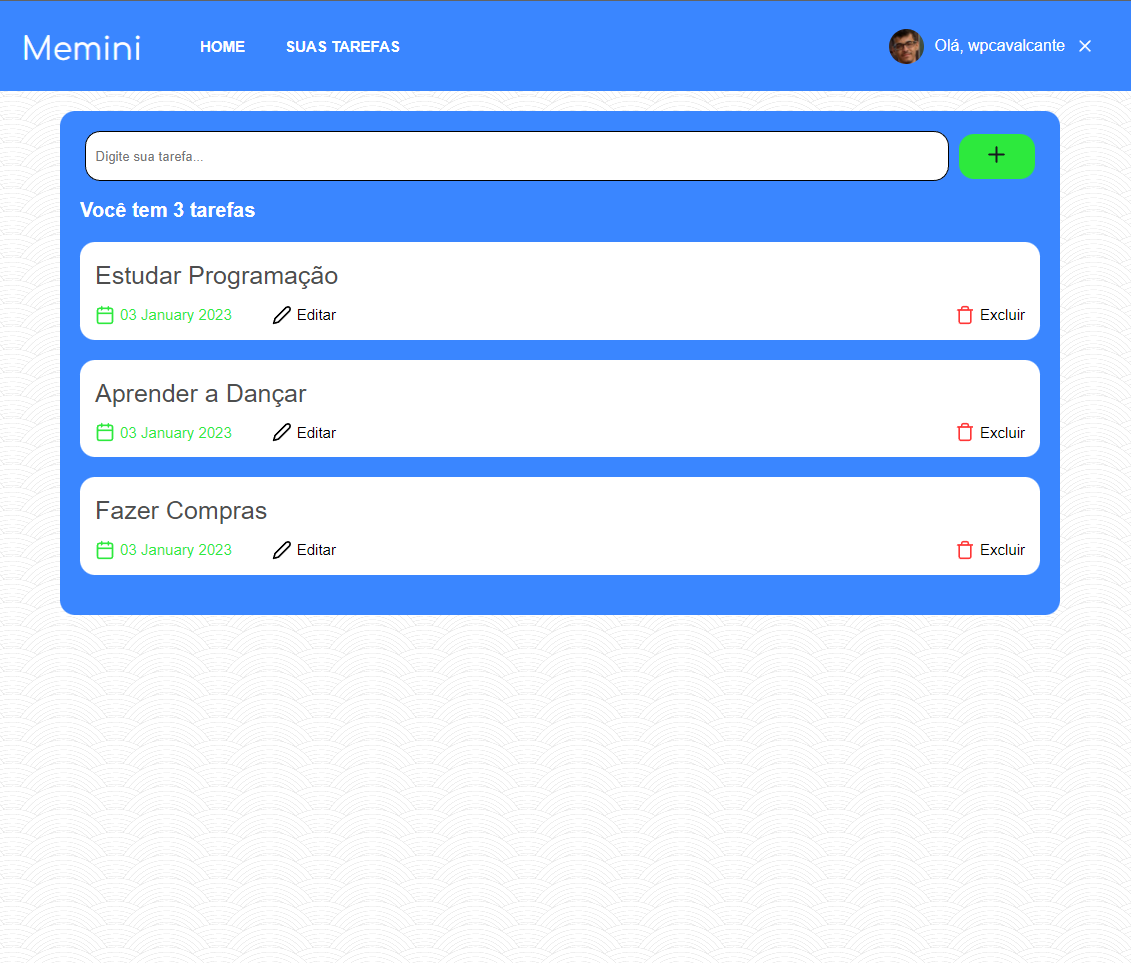 Memini HOME SUAS TAREFAS Olá, wpcavalcante
Digite sua tarefa...
Você tem 3 tarefas
Estudar Programação
03 January 2023 Editar Excluir
Aprender a Dançar
03 January 2023 Editar Excluir
Fazer Compras
03 January 2023 Editar Excluir